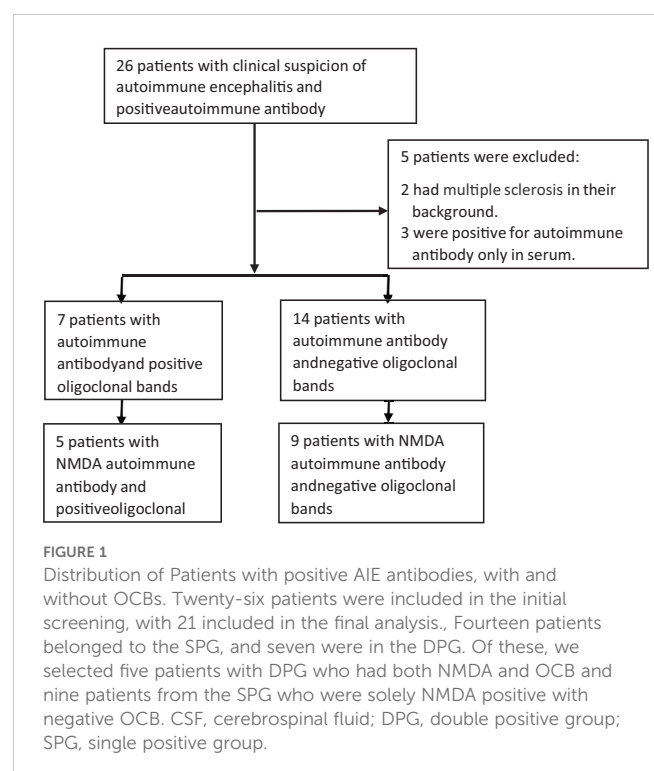 26 patients with clinical suspicion of
autoimmune encephalitis and
positiveautoimmune antibody
5 patients were excluded:
2 had multiple sclerosis in their
background.
3 were positive for autoimmune
antibody only in serum.
7 patients with
autoimmune
antibodyand positive
oligoclonal bands
14 patients with
autoimmune antibody
andnegative oligoclonal
bands
5 patients with
NMDA autoimmune
antibody and
positiveoligoclonal
9 patients with NMDA
autoimmune antibody
andnegative oligoclonal
bands
FIGURE 1
Distribution of Patients with positive AIE antibodies, with and
without OCBs. Twenty-six patients were included in the initial
screening, with 21 included in the final analysis., Fourteen patients
belonged to the SPG, and seven were in the DPG. Of these, we
selected five patients with DPG who had both NMDA and OCB and
nine patients from the SPG who were solely NMDA positive with
negative OCB. CSF, cerebrospinal fluid; DPG, double positive group;
SPG, single positive group.